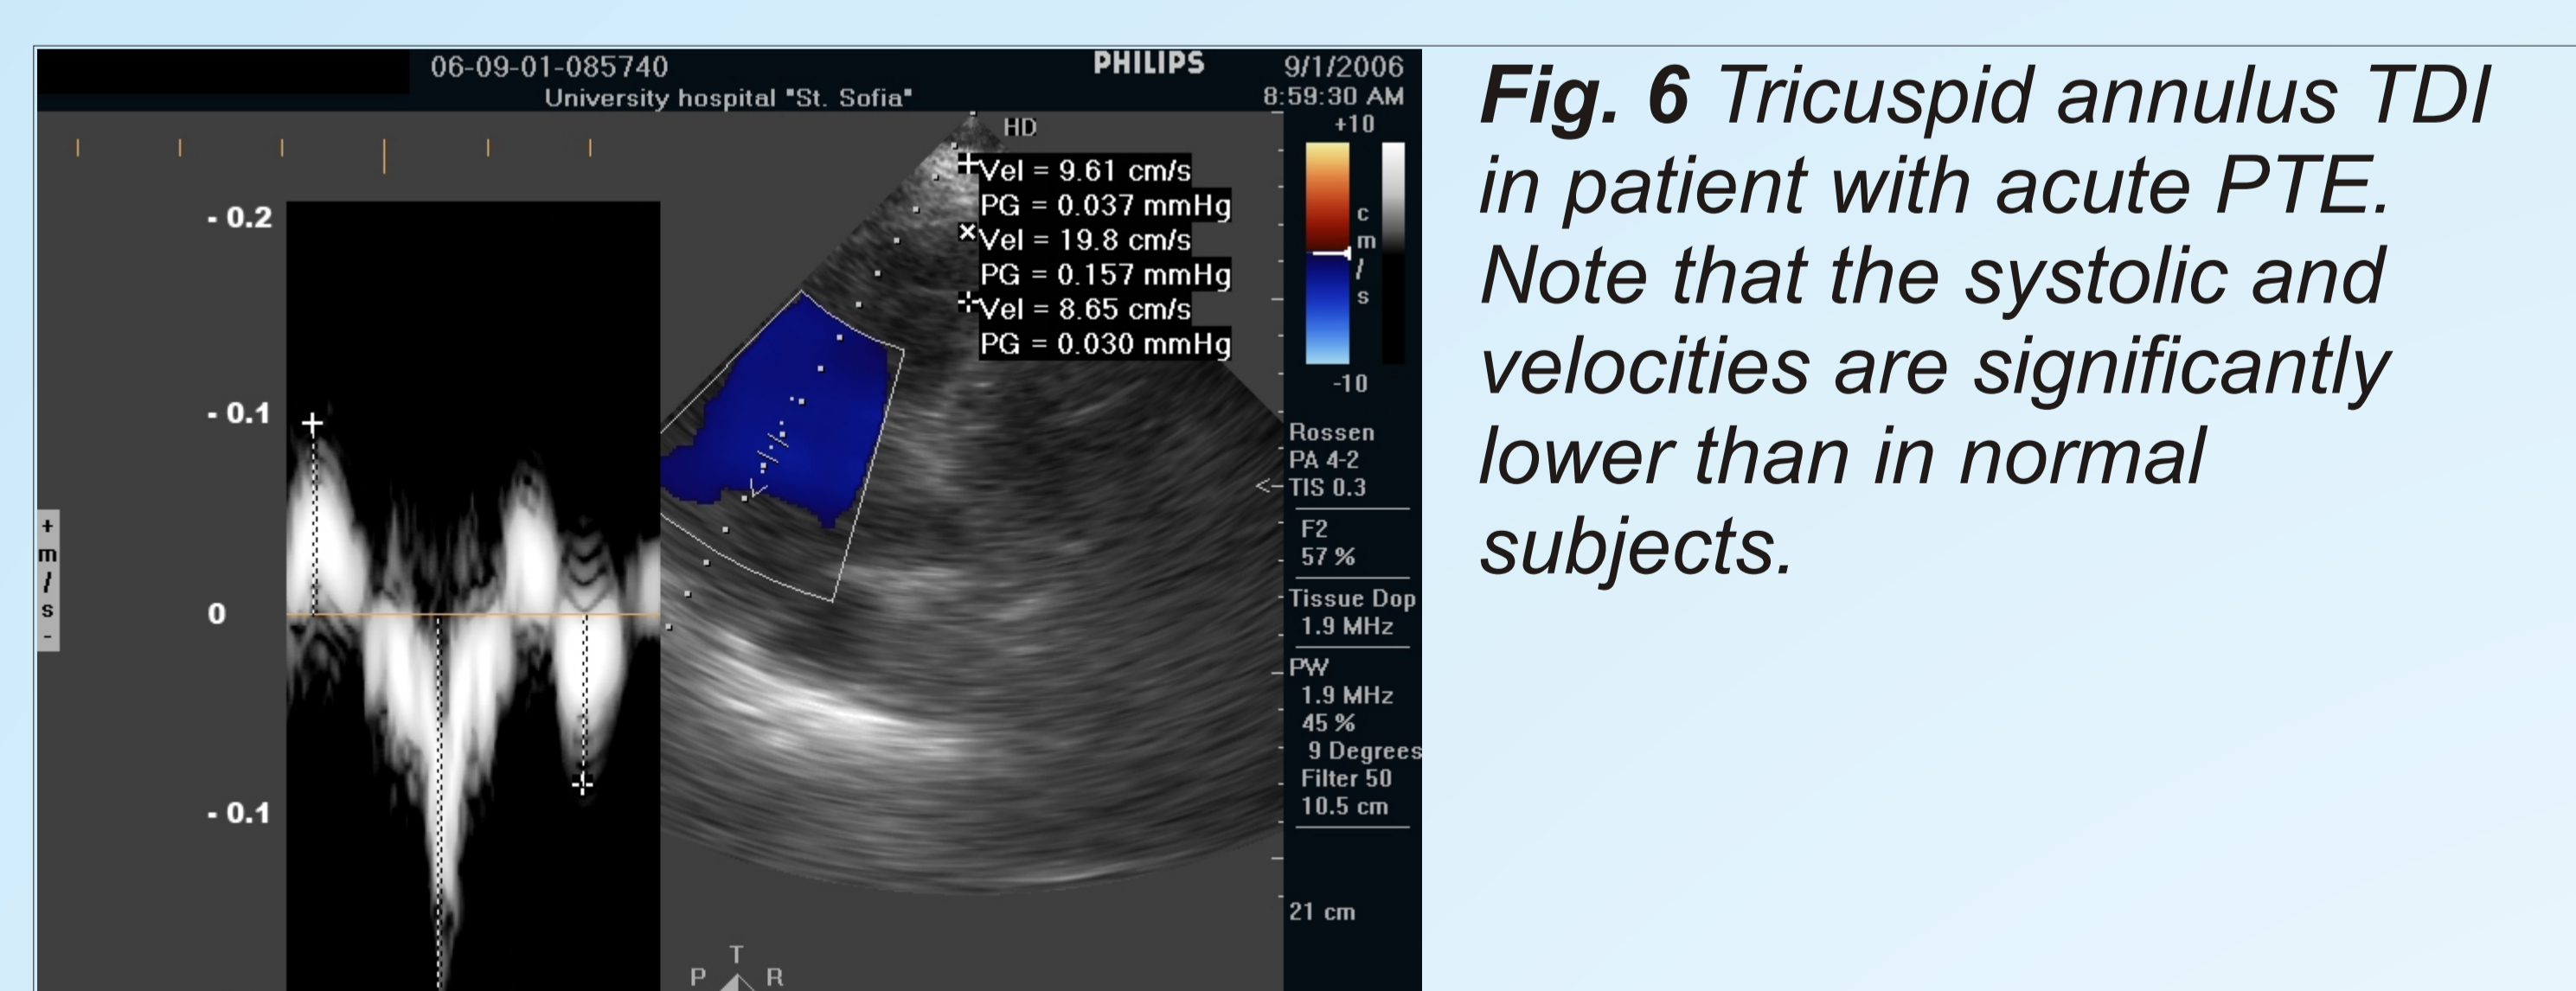 06-09-01-085740
PHILIPS
9/1/2006
University hospital "St. Sofia"
8:59:30 AM
HD
+10
Vel = 9.61 cm/s
PG = 0.037 mmHg
Vel = 19.8 cm/s
PG = 0.157 mmHg
Vel = 8.65 cm/s
PG = 0.030 mmHg
c
m
/
s
-10
- 0.2
- 0.1
0
- 0.1
+
m
/
s
-
Rossen
PA 4-2
TIS 0.3
F2
57 %
Tissue Dop
1.9 MHz
PW
1.9 MHz
45 %
9 Degrees
Filter 50
10.5 cm
21 cm
T
P R
Fig. 6 Tricuspid annulus TDI
in patient with acute PTE.
Note that the systolic and
velocities are significantly
lower than in normal
subjects.